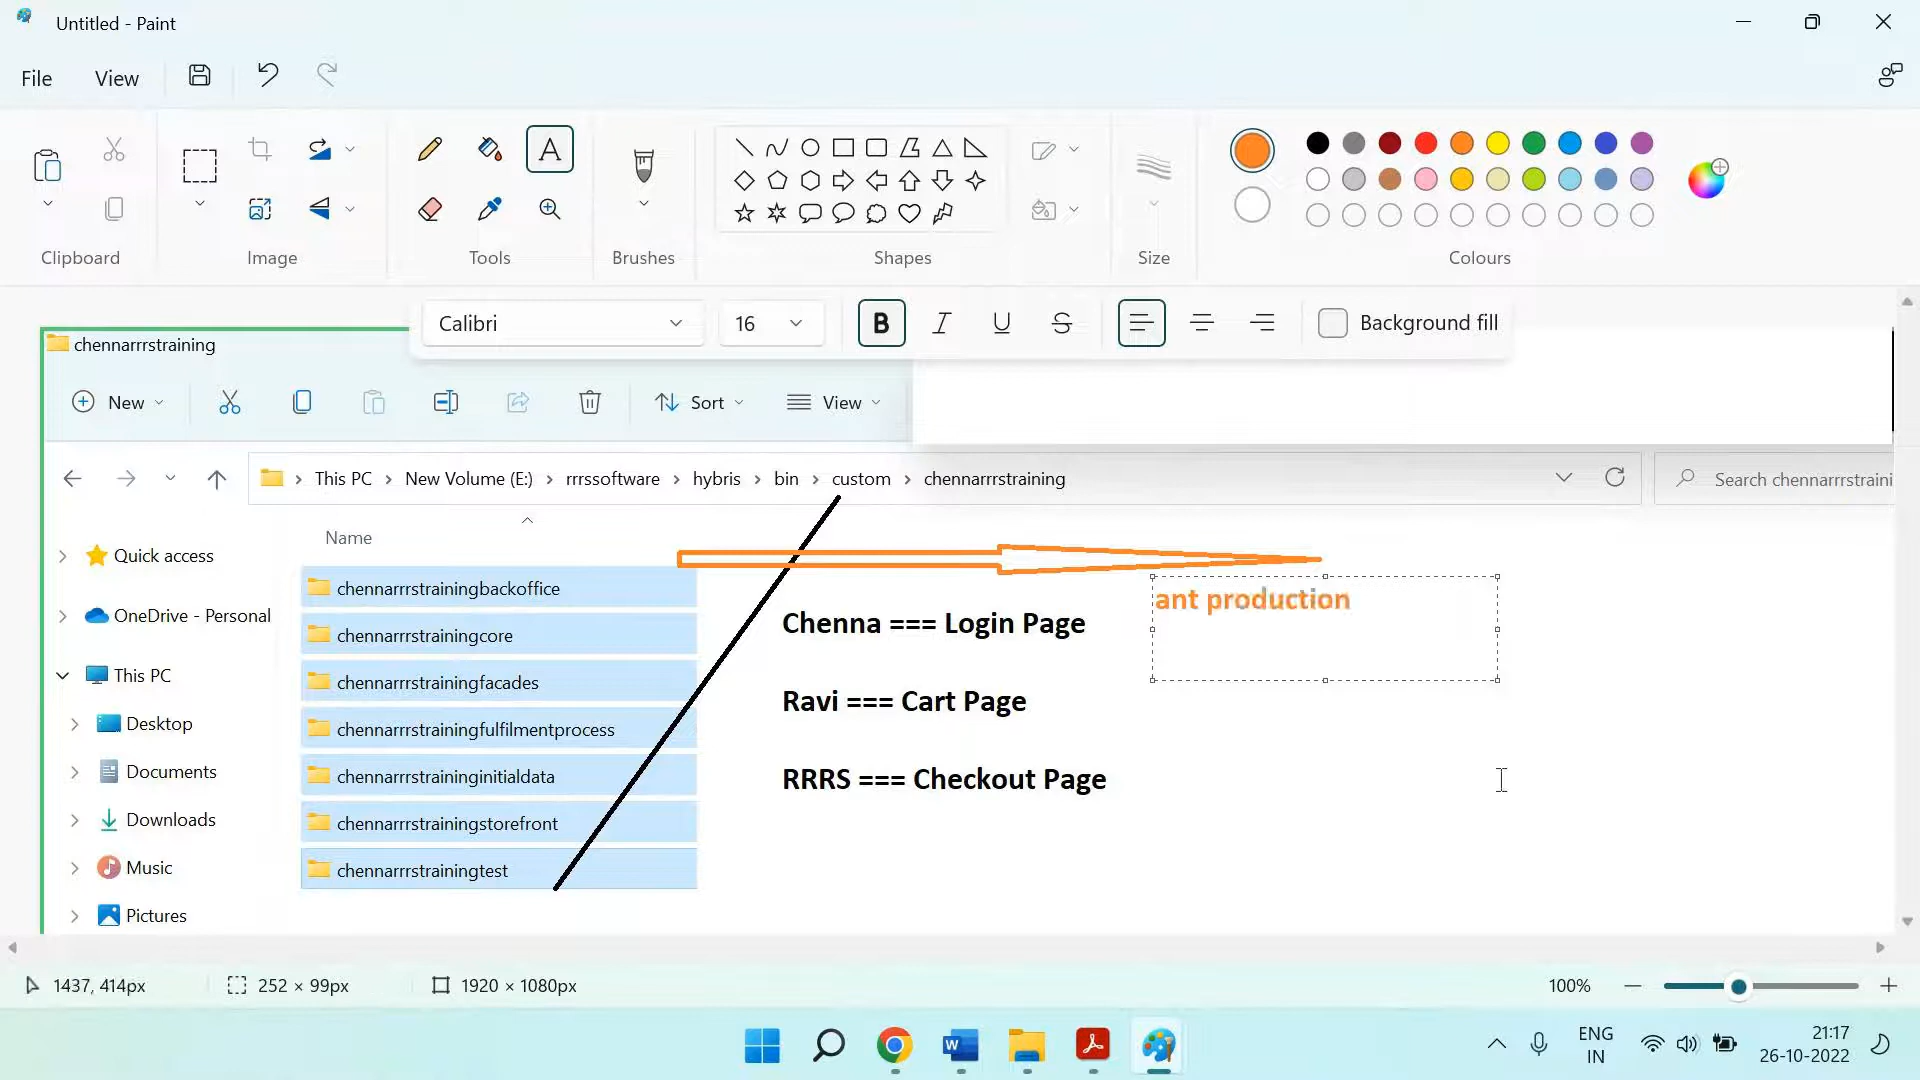 Untitled - Paint
File View
Clipboard
Image
Tools
Brushes
Shapes
Size
Colours
Calibri 16 B I U S Background fill
chennarrrstraining
New Sort View
This PC > New Volume (E:) > rrrssoftware > hybris > bin > custom > chennarrrstraining
Search chennarrrstraini
Name
Quick access
OneDrive - Personal
This PC
Desktop
Documents
Downloads
Music
Pictures
chennarrrstrainingbackoffice
chennarrrstrainingcore
chennarrrstrainingfacades
chennarrrstrainingfulfilmentprocess
chennarrrstraininginitialdata
chennarrrstrainingstorefront
chennarrrstrainingtest
Chenna === Login Page
Ravi === Cart Page
RRRS === Checkout Page
ant production
1437, 414px 252 × 99px 1920 × 1080px 100%
ENG
IN
21:17
26-10-2022